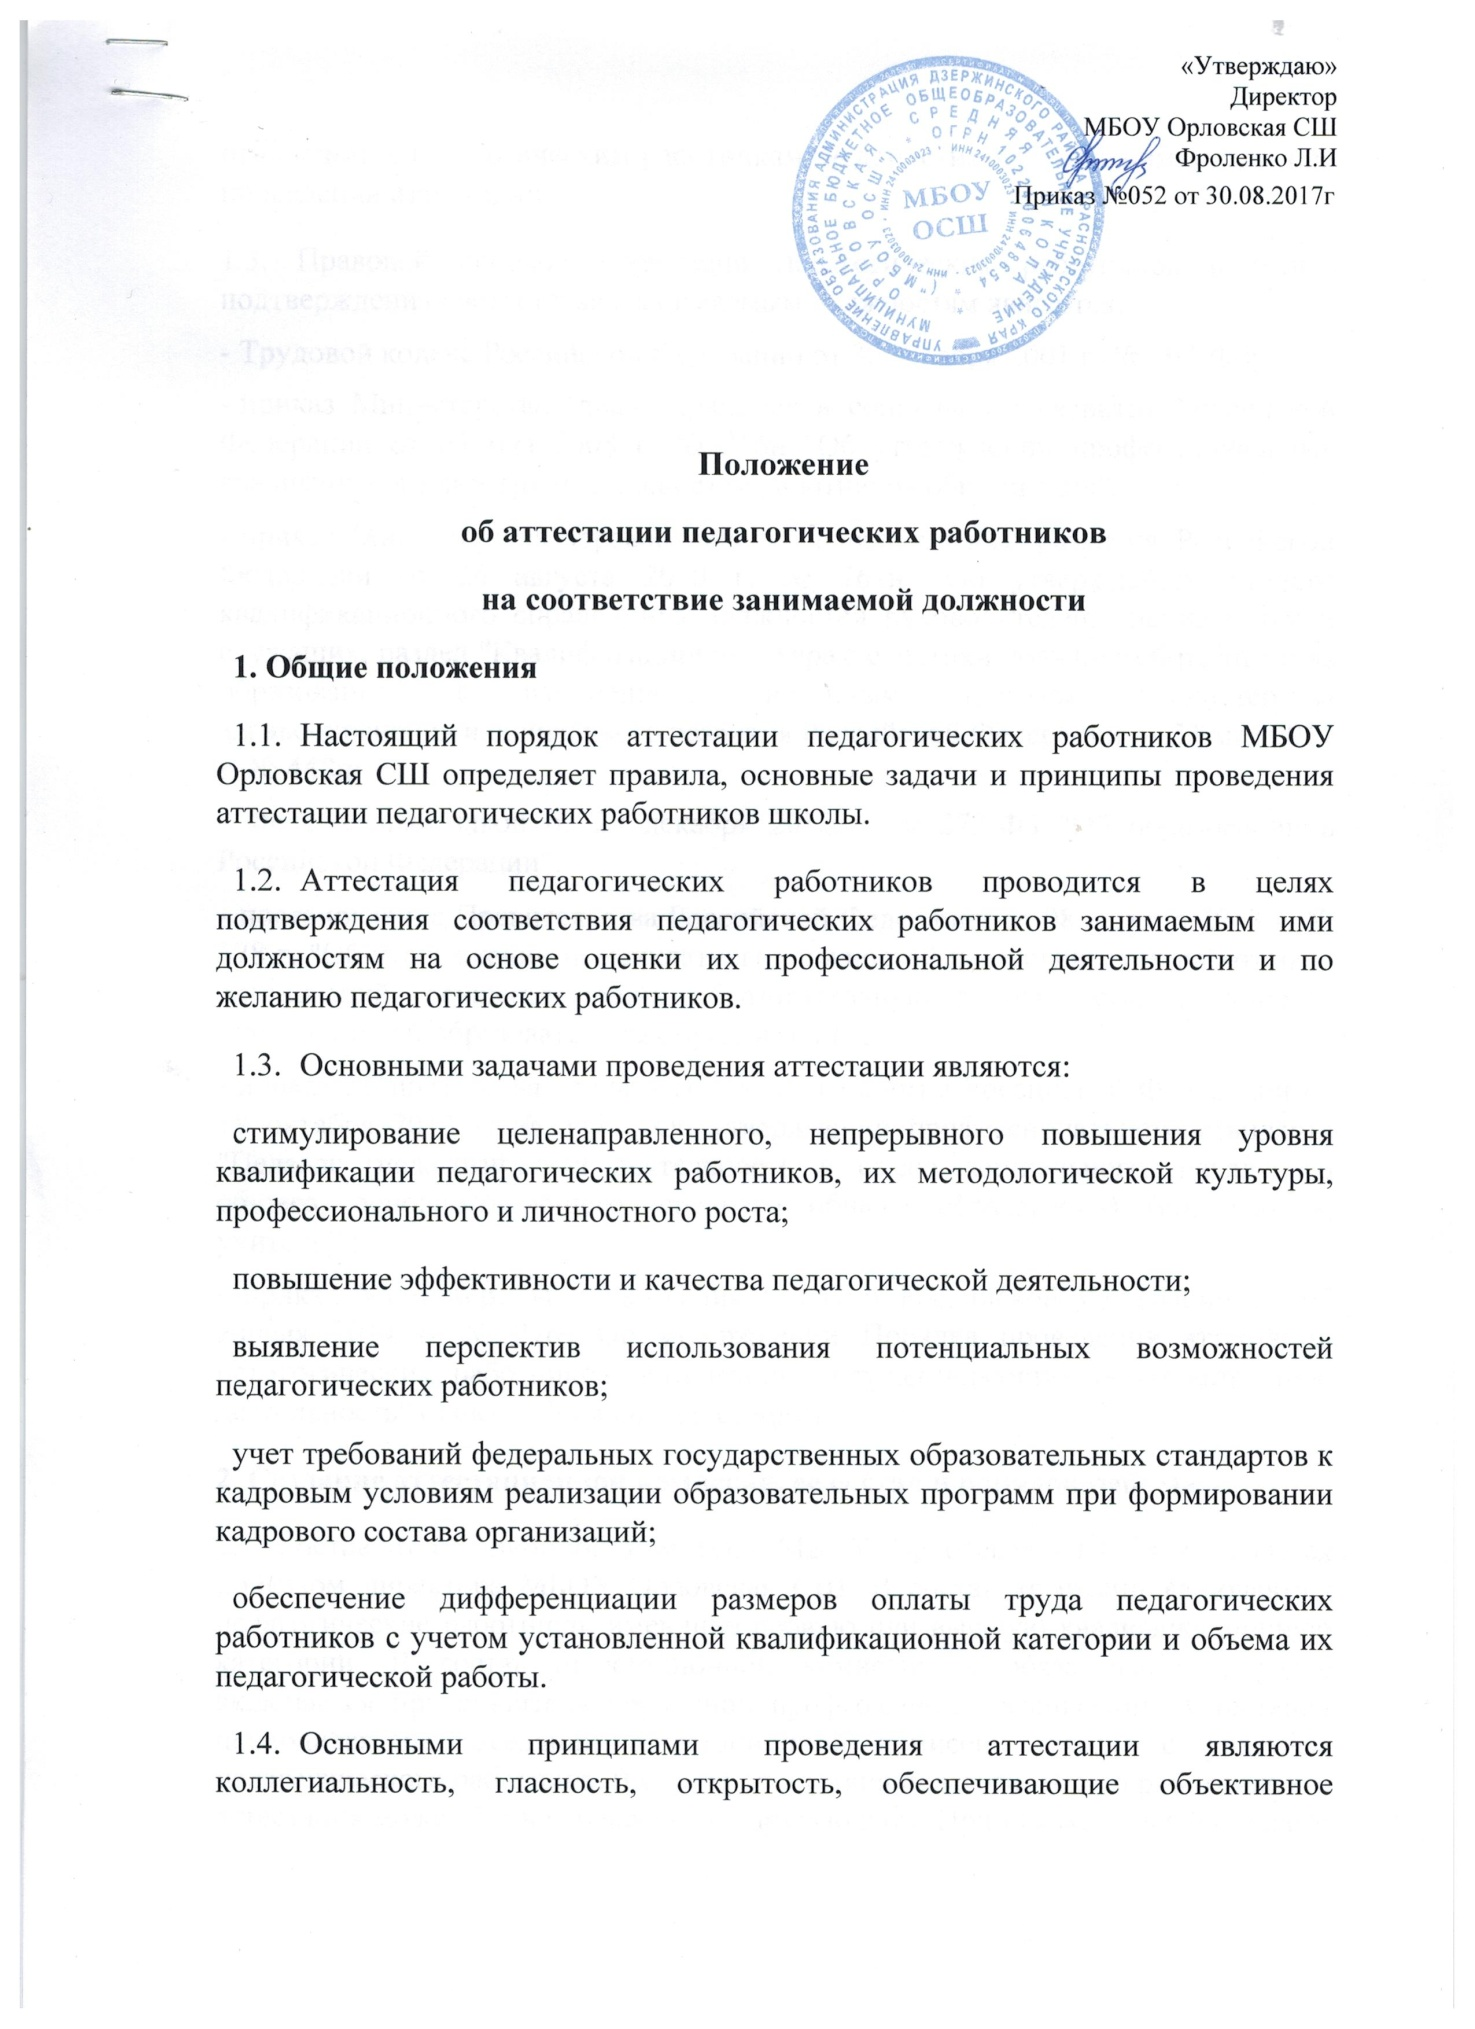 «Утверждаю»
Директор
МБОУ Орловская СШ
Фроленко Л.И
Приказ №052 от 30.08.2017г
МБОУ
ОСШ
Положение
об аттестации педагогических работников
на соответствие занимаемой должности
1. Общие положения
1.1. Настоящий порядок аттестации педагогических работников МБОУ
Орловская СШ определяет правила, основные задачи и принципы проведения
аттестации педагогических работников школы.
1.2. Аттестация педагогических работников проводится в целях
подтверждения соответствия педагогических работников занимаемым ими
должностям на основе оценки их профессиональной деятельности и по
желанию педагогических работников.
1.3. Основными задачами проведения аттестации являются:
стимулирование целенаправленного, непрерывного повышения уровня
квалификации педагогических работников, их методологической культуры,
профессионального и личностного роста;
повышение эффективности и качества педагогической деятельности;
выявление перспектив использования потенциальных возможностей
педагогических работников;
учет требований федеральных государственных образовательных стандартов к
кадровым условиям реализации образовательных программ при формировании
кадрового состава организаций;
обеспечение дифференциации размеров оплаты труда педагогических
работников с учетом установленной квалификационной категории и объема их
педагогической работы.
1.4. Основными принципами проведения аттестации являются
коллегиальность, гласность, открытость, обеспечивающие объективное